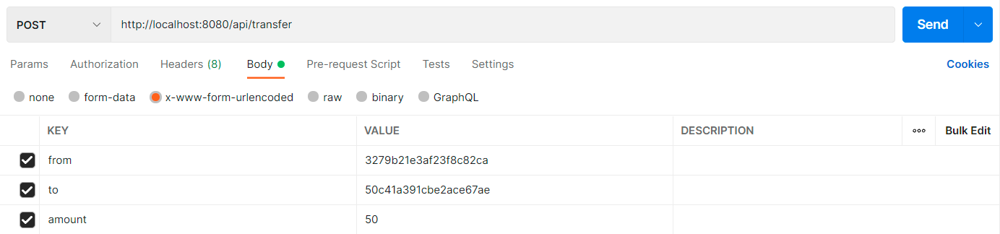 POST http://localhost:8080/api/transfer Send
Params Authorization Headers (8) Body Pre-request Script Tests Settings Cookies
none form-data x-www-form-urlencoded raw binary GraphQL
KEY VALUE DESCRIPTION ooo Bulk Edit
from 3279b21e3af23f8c82ca
to 50c41a391cbe2ace67ae
amount 50